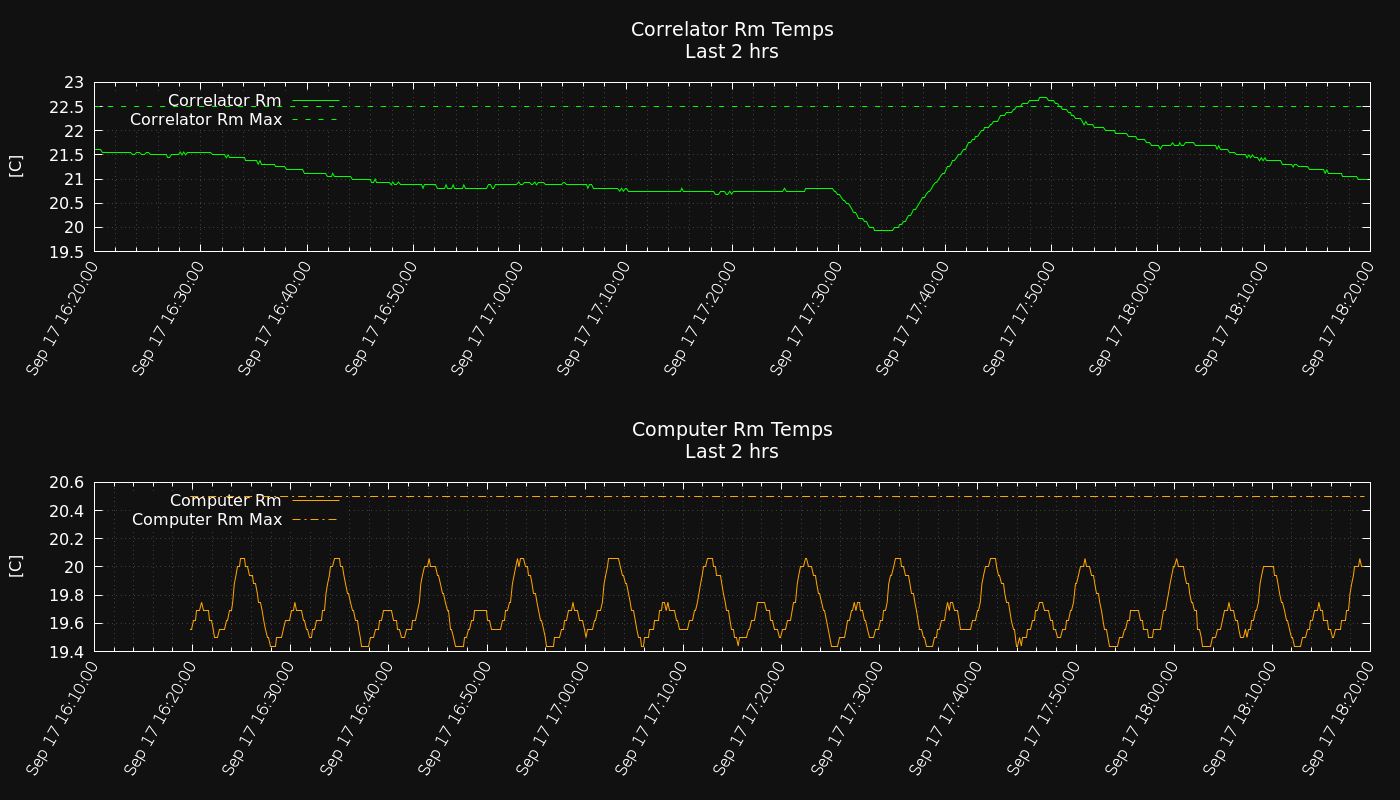 Correlator Rm Temps
Last 2 hrs
23
22.5
22
21.5
21
20.5
20
19.5
[C]
Correlator Rm
Correlator Rm Max
Sep 17 16:20:00
Sep 17 16:30:00
Sep 17 16:40:00
Sep 17 16:50:00
Sep 17 17:00:00
Sep 17 17:10:00
Sep 17 17:20:00
Sep 17 17:30:00
Sep 17 17:40:00
Sep 17 17:50:00
Sep 17 18:00:00
Sep 17 18:10:00
Sep 17 18:20:00
Computer Rm Temps
Last 2 hrs
20.6
20.4
20.2
20
19.8
19.6
19.4
[C]
Computer Rm
Computer Rm Max
Sep 17 16:10:00
Sep 17 16:20:00
Sep 17 16:30:00
Sep 17 16:40:00
Sep 17 16:50:00
Sep 17 17:00:00
Sep 17 17:10:00
Sep 17 17:20:00
Sep 17 17:30:00
Sep 17 17:40:00
Sep 17 17:50:00
Sep 17 18:00:00
Sep 17 18:10:00
Sep 17 18:20:00